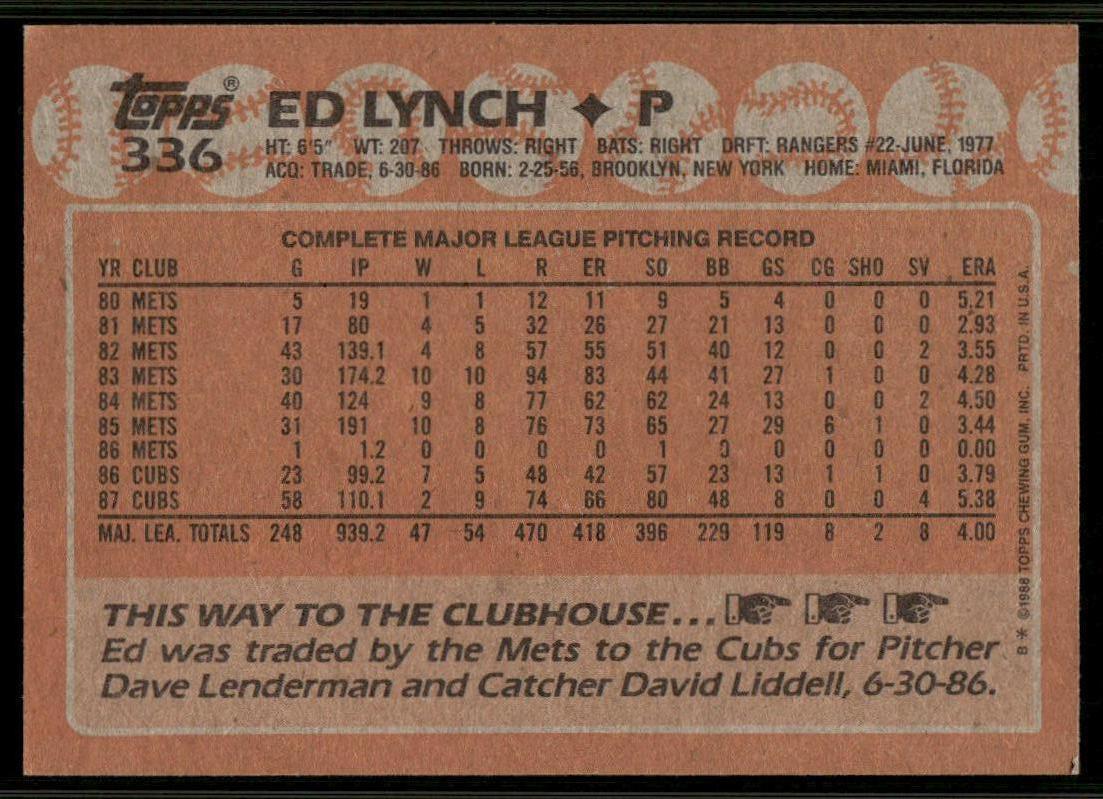 Topps® ED LYNCH ✦ P
336 HT: 6'5" WT: 207 THROWS: RIGHT BATS: RIGHT DRFT: RANGERS #22-JUNE, 1977
ACQ: TRADE, 6-30-86 BORN: 2-25-56, BROOKLYN, NEW YORK HOME: MIAMI, FLORIDA
COMPLETE MAJOR LEAGUE PITCHING RECORD
YR CLUB G IP W L R ER SO BB GS CG SHO SV ERA
80 METS 5 19 1 1 12 11 9 5 4 0 0 0 5.21
81 METS 17 80 4 5 32 26 27 21 13 0 0 0 2.93
82 METS 43 139.1 4 8 57 55 51 40 12 0 0 2 3.55
83 METS 30 174.2 10 10 94 83 44 41 27 1 0 0 4.28
84 METS 40 124 9 8 77 62 62 24 13 0 0 2 4.50
85 METS 31 191 10 8 76 73 65 27 29 6 1 0 3.44
86 METS 1 1.2 0 0 0 0 1 0 0 0 0 0 0.00
86 CUBS 23 99.2 7 5 48 42 57 23 13 1 1 0 3.79
87 CUBS 58 110.1 2 9 74 66 80 48 8 0 0 4 5.38
MAJ. LEA. TOTALS 248 939.2 47 54 470 418 396 229 119 8 2 8 4.00
THIS WAY TO THE CLUBHOUSE...
Ed was traded by the Mets to the Cubs for Pitcher
Dave Lenderman and Catcher David Liddell, 6-30-86.
B* ©1988 TOPPS CHEWING GUM, INC. PRTD. IN U.S.A.